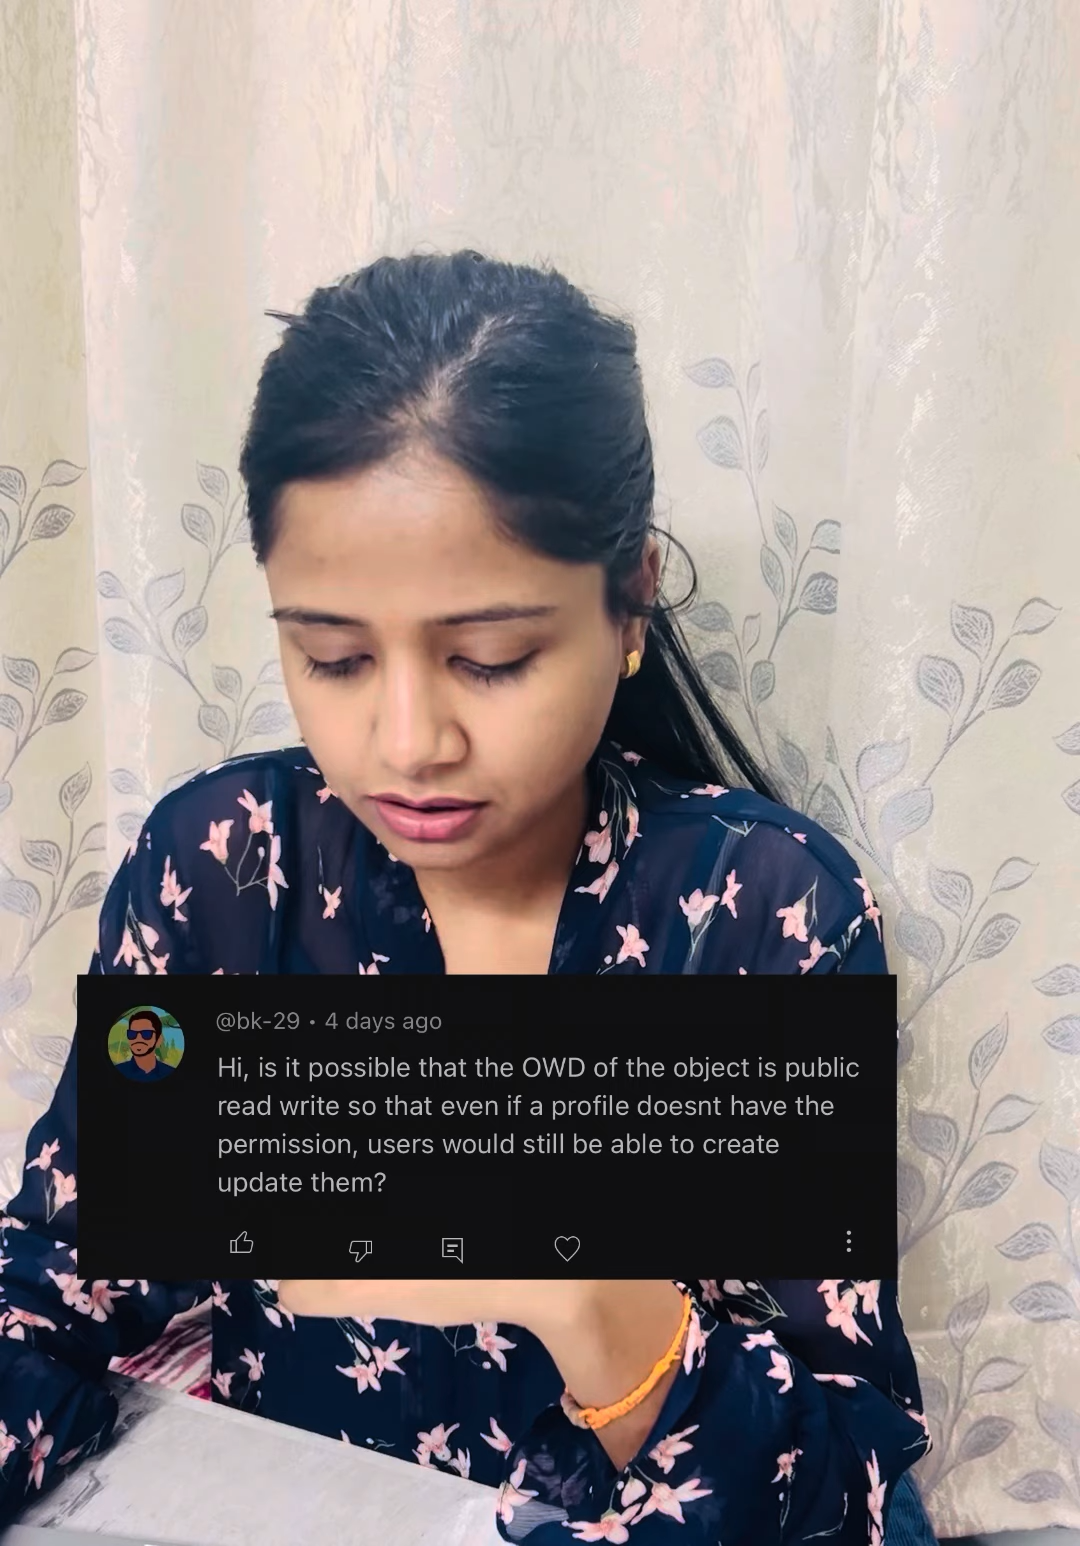 @bk-29 • 4 days ago
Hi, is it possible that the OWD of the object is public
read write so that even if a profile doesnt have the
permission, users would still be able to create
update them?